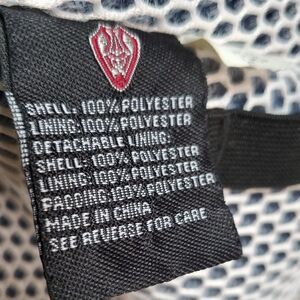 SHELL: 100% POLYESTER
LINING: 100% POLYESTER
DETACHABLE LINING:
SHELL: 100% POLYESTER
LINING: 100% POLYESTER
PADDING: 100% POLYESTER
MADE IN CHINA
SEE REVERSE FOR CARE